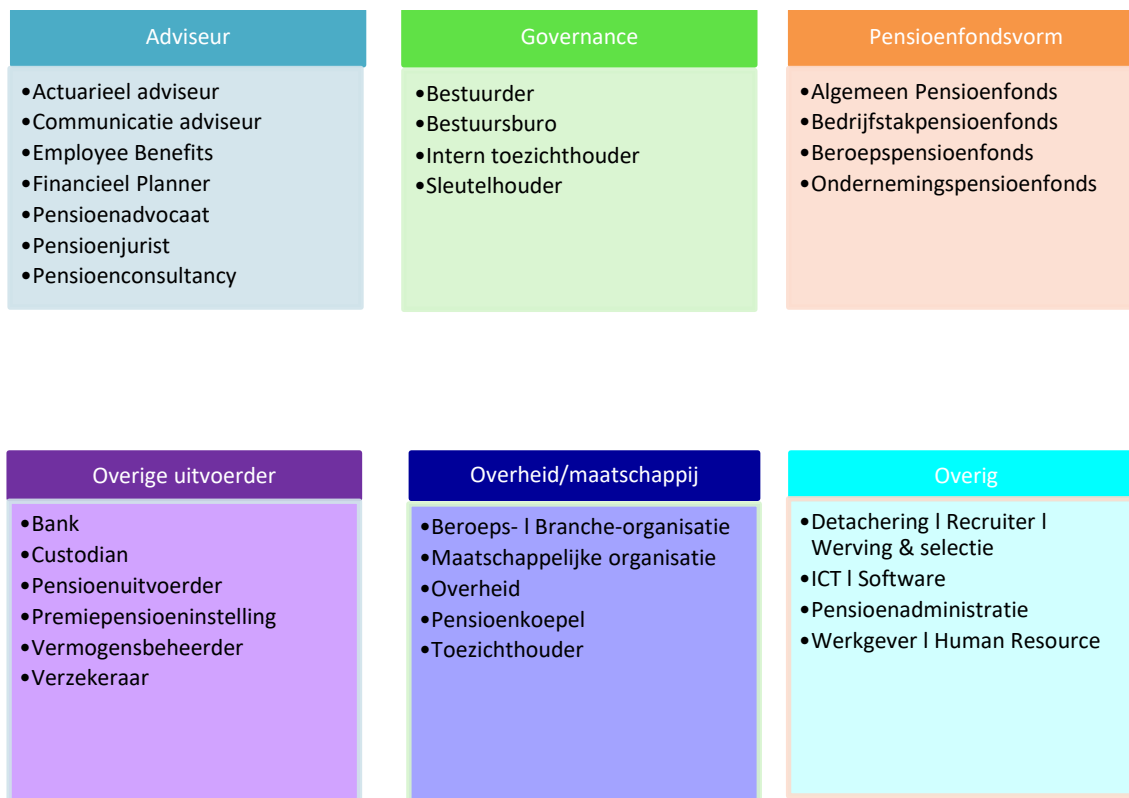 Adviseur
•Actuarieel adviseur
•Communicatie adviseur
•Employee Benefits
•Financieel Planner
•Pensioenadvocaat
•Pensioenjurist
•Pensioenconsultancy
Governance
•Bestuurder
•Bestuursburo
•Intern toezichthouder
•Sleutelhouder
Pensioenfondsvorm
•Algemeen Pensioenfonds
•Bedrijfstakpensioenfonds
•Beroepspensioenfonds
•Ondernemingspensioenfonds
Overige uitvoerder
•Bank
•Custodian
•Pensioenuitvoerder
•Premiepensioeninstelling
•Vermogensbeheerder
•Verzekeraar
Overheid/maatschappij
•Beroeps- l Branche-organisatie
•Maatschappelijke organisatie
•Overheid
•Pensioenkoepel
•Toezichthouder
Overig
•Detachering l Recruiter l
Werving & selectie
•ICT l Software
•Pensioenadministratie
•Werkgever l Human Resource